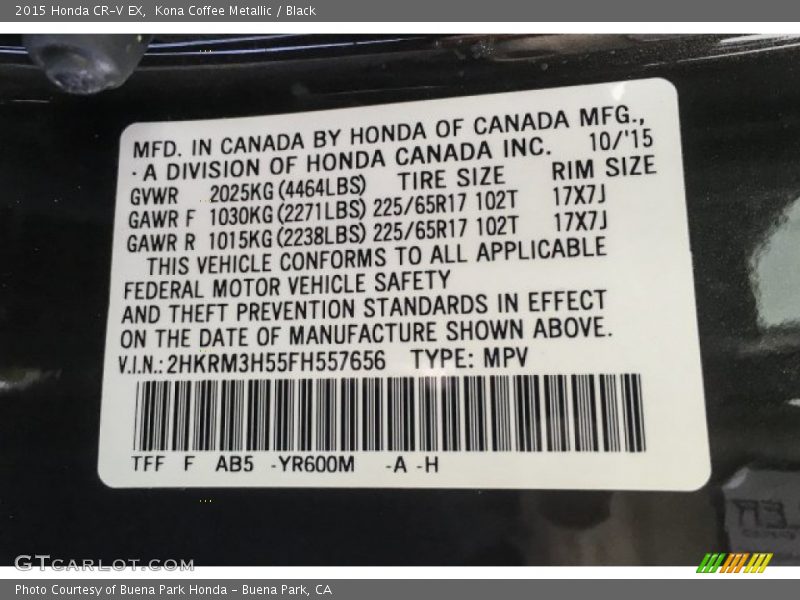 2015 Honda CR-V EX, Kona Coffee Metallic / Black
MFD. IN CANADA BY HONDA OF CANADA MFG.,
- A DIVISION OF HONDA CANADA INC. 10/'15
GVWR 2025KG (4464LBS) TIRE SIZE RIM SIZE
GAWR F 1030KG (2271LBS) 225/65R17 102T 17X7J
GAWR R 1015KG (2238LBS) 225/65R17 102T 17X7J
THIS VEHICLE CONFORMS TO ALL APPLICABLE
FEDERAL MOTOR VEHICLE SAFETY
AND THEFT PREVENTION STANDARDS IN EFFECT
ON THE DATE OF MANUFACTURE SHOWN ABOVE.
V.I.N.: 2HKRM3H55FH557656 TYPE: MPV
TFF F AB5 -YR600M -A -H
GTCARLOT.COM
Photo Courtesy of Buena Park Honda - Buena Park, CA